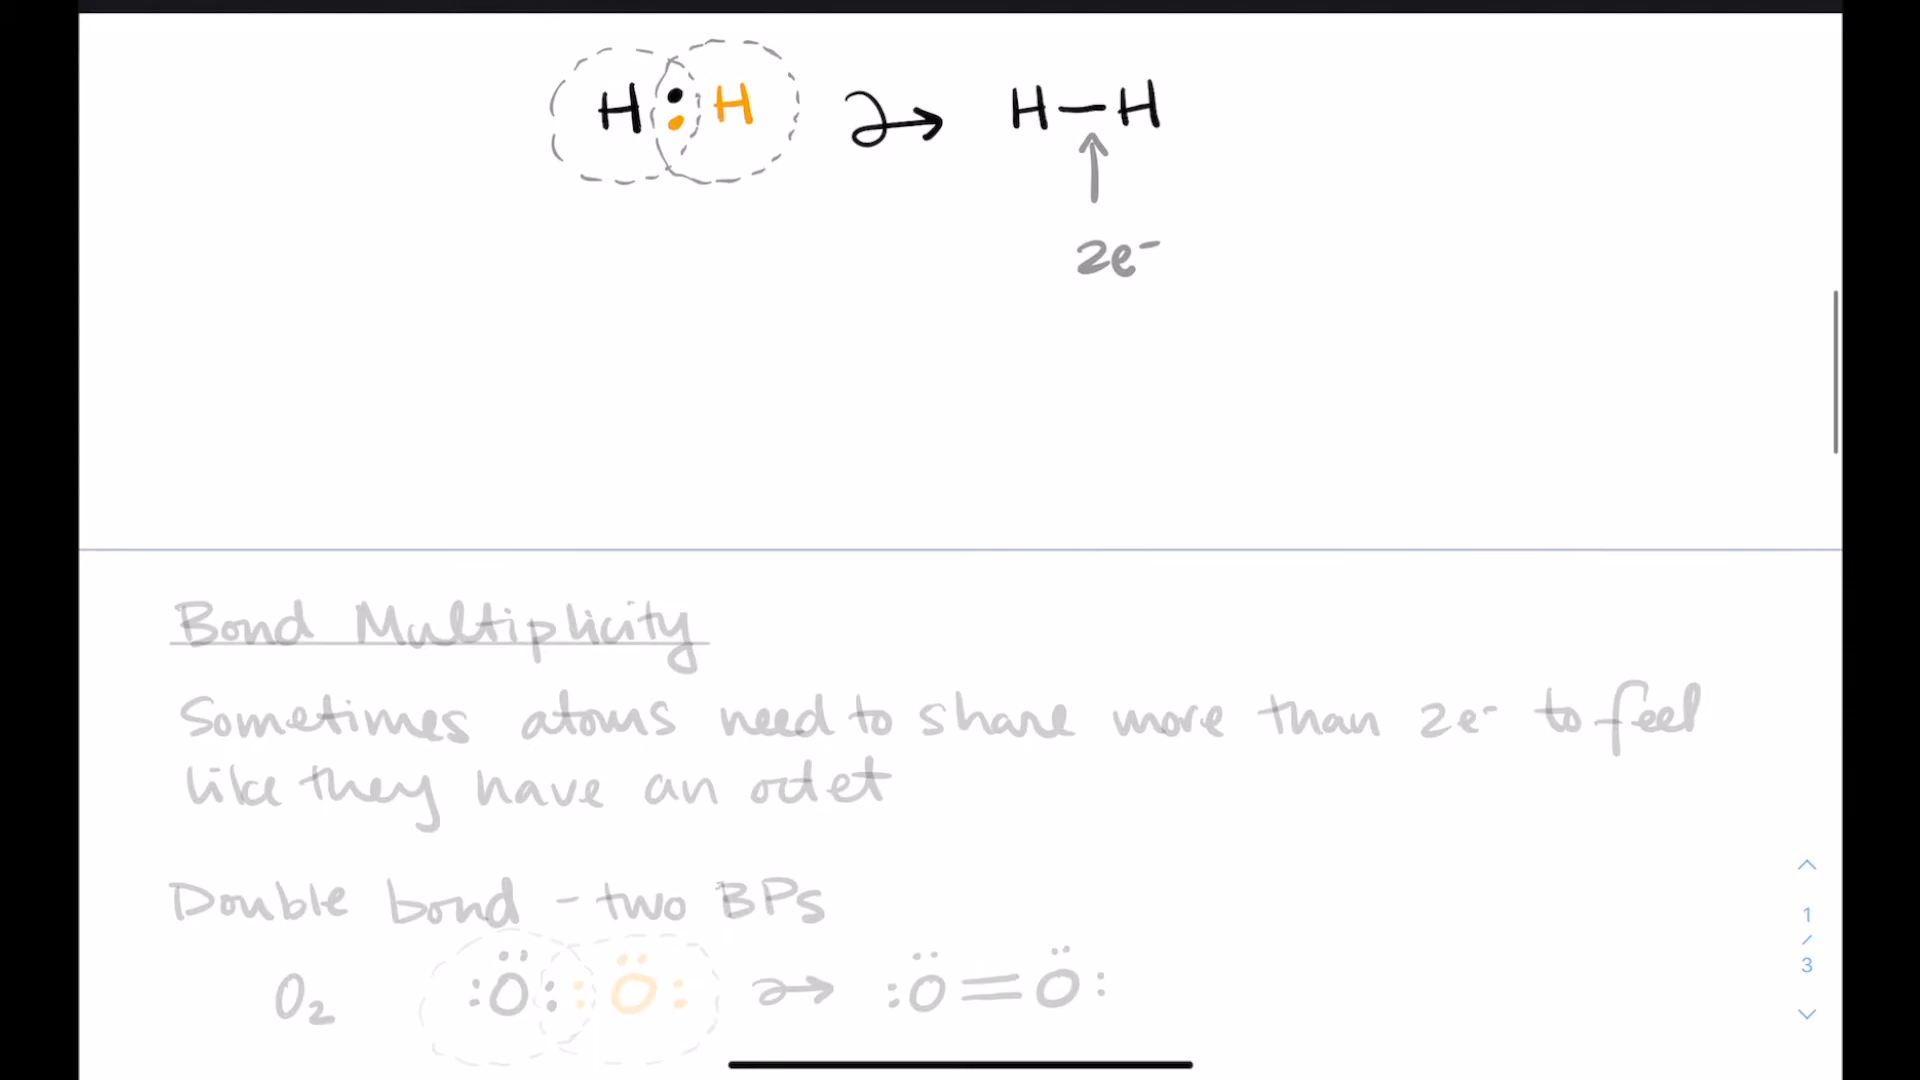 H : H → H — H
2e⁻
Bond Multiplicity
Sometimes atoms need to share more than 2e⁻ to feel
like they have an octet
Double bond - two BPs
O₂ :Ö: :Ö: → :Ö=Ö:
1
/
3